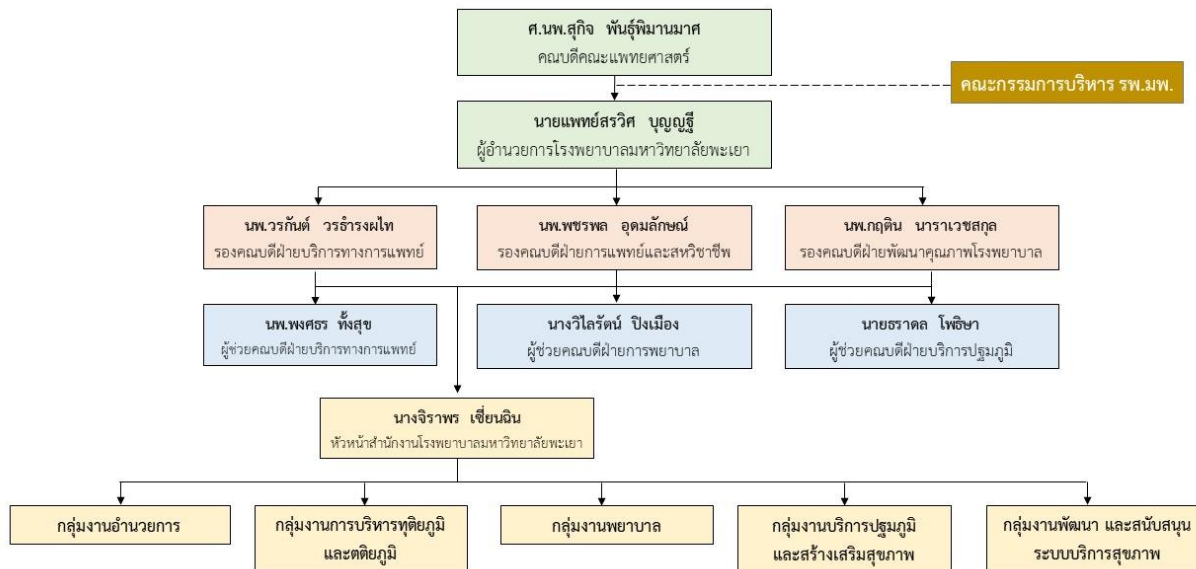 ศ.นพ.สุกิจ พันธุ์พิมานมาศ
คณบดีคณะแพทยศาสตร์
คณะกรรมการบริหาร รพ.มพ.
นายแพทย์สรวิศ บุญญฐี
ผู้อำนวยการโรงพยาบาลมหาวิทยาลัยพะเยา
นพ.วรกันต์ วรธำรงผไท
รองคณบดีฝ่ายบริการทางการแพทย์
นพ.พชรพล อุดมลักษณ์
รองคณบดีฝ่ายการแพทย์และสหวิชาชีพ
นพ.กฤติน นาราเวชสกุล
รองคณบดีฝ่ายพัฒนาคุณภาพโรงพยาบาล
นพ.พงศธร ทั้งสุข
ผู้ช่วยคณบดีฝ่ายบริการทางการแพทย์
นางวิไลรัตน์ ปิงเมือง
ผู้ช่วยคณบดีฝ่ายการพยาบาล
นายธราดล โพธิษา
ผู้ช่วยคณบดีฝ่ายบริการปฐมภูมิ
นางจิราพร เซี่ยนฉิน
หัวหน้าสำนักงานโรงพยาบาลมหาวิทยาลัยพะเยา
กลุ่มงานอำนวยการ
กลุ่มงานการบริหารทุติยภูมิ
และตติยภูมิ
กลุ่มงานพยาบาล
กลุ่มงานบริการปฐมภูมิ
และสร้างเสริมสุขภาพ
กลุ่มงานพัฒนา และสนับสนุน
ระบบบริการสุขภาพ